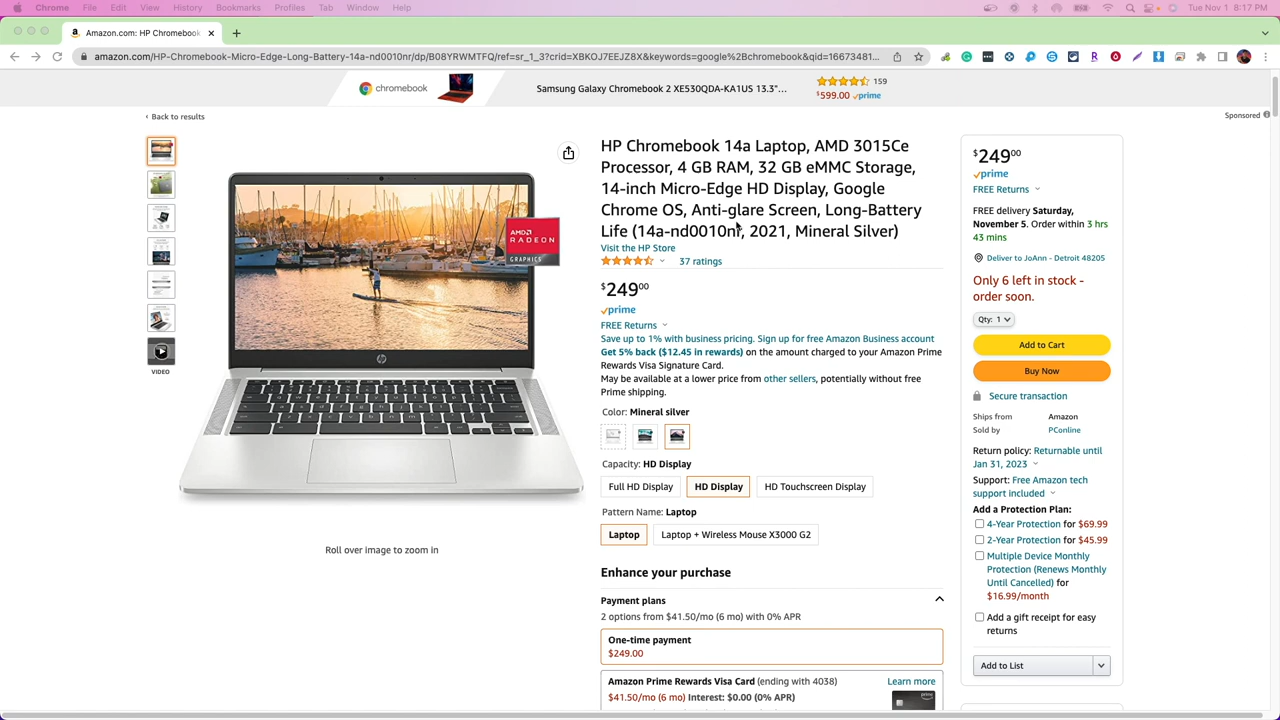 Chrome File Edit View History Bookmarks Profiles Tab Window Help
Tue Nov 1 8:17 PM
Amazon.com: HP Chromebook
amazon.com/HP-Chromebook-Micro-Edge-Long-Battery-14a-nd0010nr/dp/B08YRWMTFQ/ref=sr_1_3?crid=XBKOJ7EEJZ8X&keywords=google%2Bchromebook&qid=16673481...
chromebook
Samsung Galaxy Chromebook 2 XE530QDA-KA1US 13.3"...
159
$599.00 prime
‹ Back to results
Sponsored
HP Chromebook 14a Laptop, AMD 3015Ce
Processor, 4 GB RAM, 32 GB eMMC Storage,
14-inch Micro-Edge HD Display, Google
Chrome OS, Anti-glare Screen, Long-Battery
Life (14a-nd0010nr, 2021, Mineral Silver)
Visit the HP Store
37 ratings
$249.00
prime
FREE Returns
Save up to 1% with business pricing. Sign up for free Amazon Business account
Get 5% back ($12.45 in rewards) on the amount charged to your Amazon Prime
Rewards Visa Signature Card.
May be available at a lower price from other sellers, potentially without free
Prime shipping.
Color: Mineral silver
Capacity: HD Display
Full HD Display
HD Display
HD Touchscreen Display
Pattern Name: Laptop
Laptop
Laptop + Wireless Mouse X3000 G2
Enhance your purchase
Payment plans
2 options from $41.50/mo (6 mo) with 0% APR
One-time payment
$249.00
Amazon Prime Rewards Visa Card (ending with 4038)
Learn more
$41.50/mo (6 mo) Interest: $0.00 (0% APR)
prime
AMD
RADEON
GRAPHICS
hp
VIDEO
Roll over image to zoom in
$249.00
prime
FREE Returns
FREE delivery Saturday,
November 5. Order within 3 hrs
43 mins
Deliver to JoAnn - Detroit 48205
Only 6 left in stock -
order soon.
Qty: 1
Add to Cart
Buy Now
Secure transaction
Ships from Amazon
Sold by PConline
Return policy: Returnable until
Jan 31, 2023
Support: Free Amazon tech
support included
Add a Protection Plan:
4-Year Protection for $69.99
2-Year Protection for $45.99
Multiple Device Monthly
Protection (Renews Monthly
Until Cancelled) for
$16.99/month
Add a gift receipt for easy
returns
Add to List